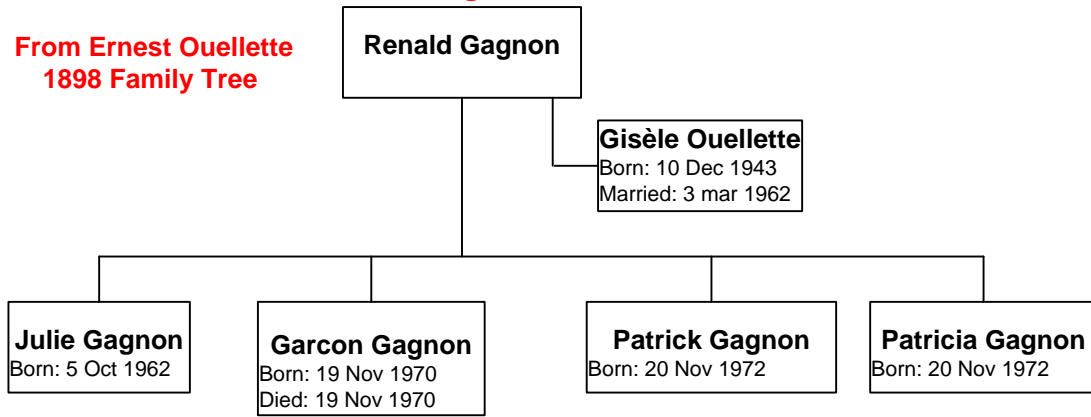 From Ernest Ouellette
1898 Family Tree
Renald Gagnon
Gisèle Ouellette
Born: 10 Dec 1943
Married: 3 mar 1962
Julie Gagnon
Born: 5 Oct 1962
Garcon Gagnon
Born: 19 Nov 1970
Died: 19 Nov 1970
Patrick Gagnon
Born: 20 Nov 1972
Patricia Gagnon
Born: 20 Nov 1972